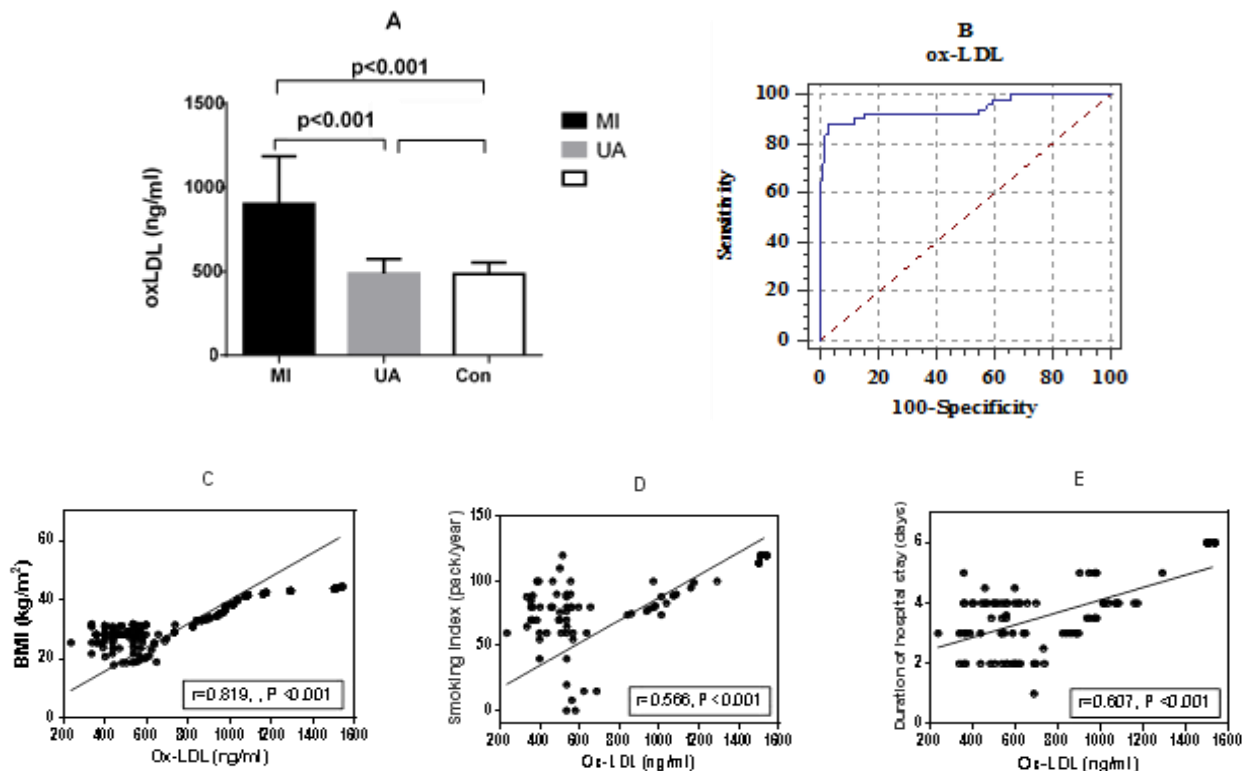 A
p<0.001
p<0.001
1500
1000
500
0
oxLDL (ng/ml)
MI
UA
Con
MI
UA
B
ox-LDL
100
80
60
40
20
0
Sensitivity
0 20 40 60 80 100
100-Specificity
C
60
40
20
0
BMI (kg/m²)
r=0.819, , P <0.001
200 400 600 800 1000 1200 1400 1600
Ox-LDL (ng/ml)
D
150
100
50
0
Smoking Index (pack/year)
r=0.566, P <0.001
200 400 600 800 1000 1200 1400 1600
Ox-LDL (ng/ml)
E
6
4
2
0
Duration of hospital stay (days)
r=0.607, P <0.001
200 400 600 800 1000 1200 1400 1600
Ox-LDL (ng/ml)